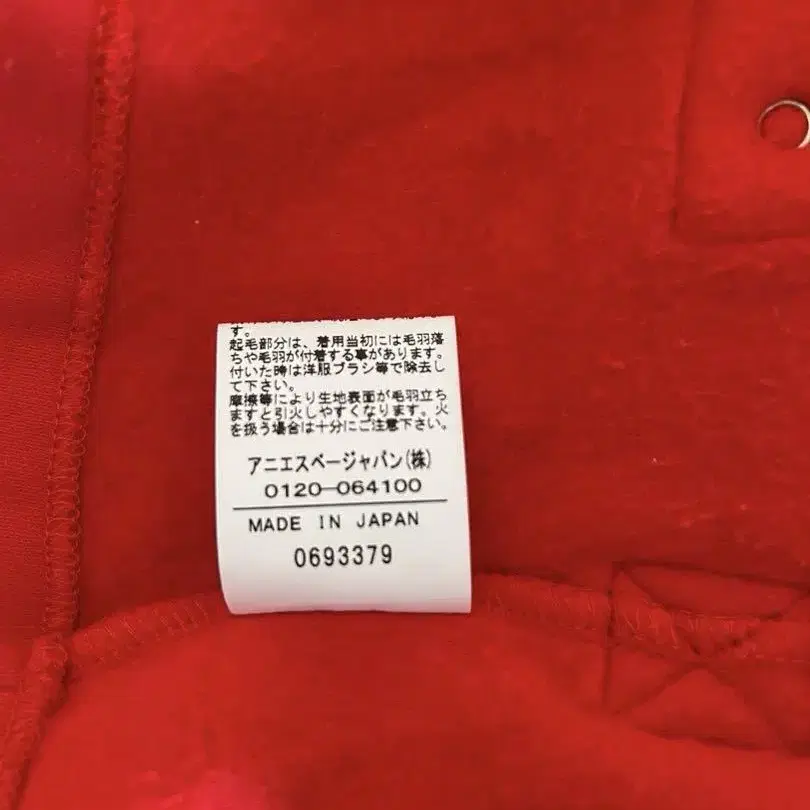 す。
起毛部分は、着用当初には毛羽落
ちや毛羽が付着する事があります。
付いた時は洋服ブラシ等で除去し
て下さい。
摩擦等により生地表面が毛羽立ち
ますと引火しやすくなります。火
を扱う場合は十分にご注意下さい。
アニエスベージャパン(株)
0120-064100
MADE IN JAPAN
0693379